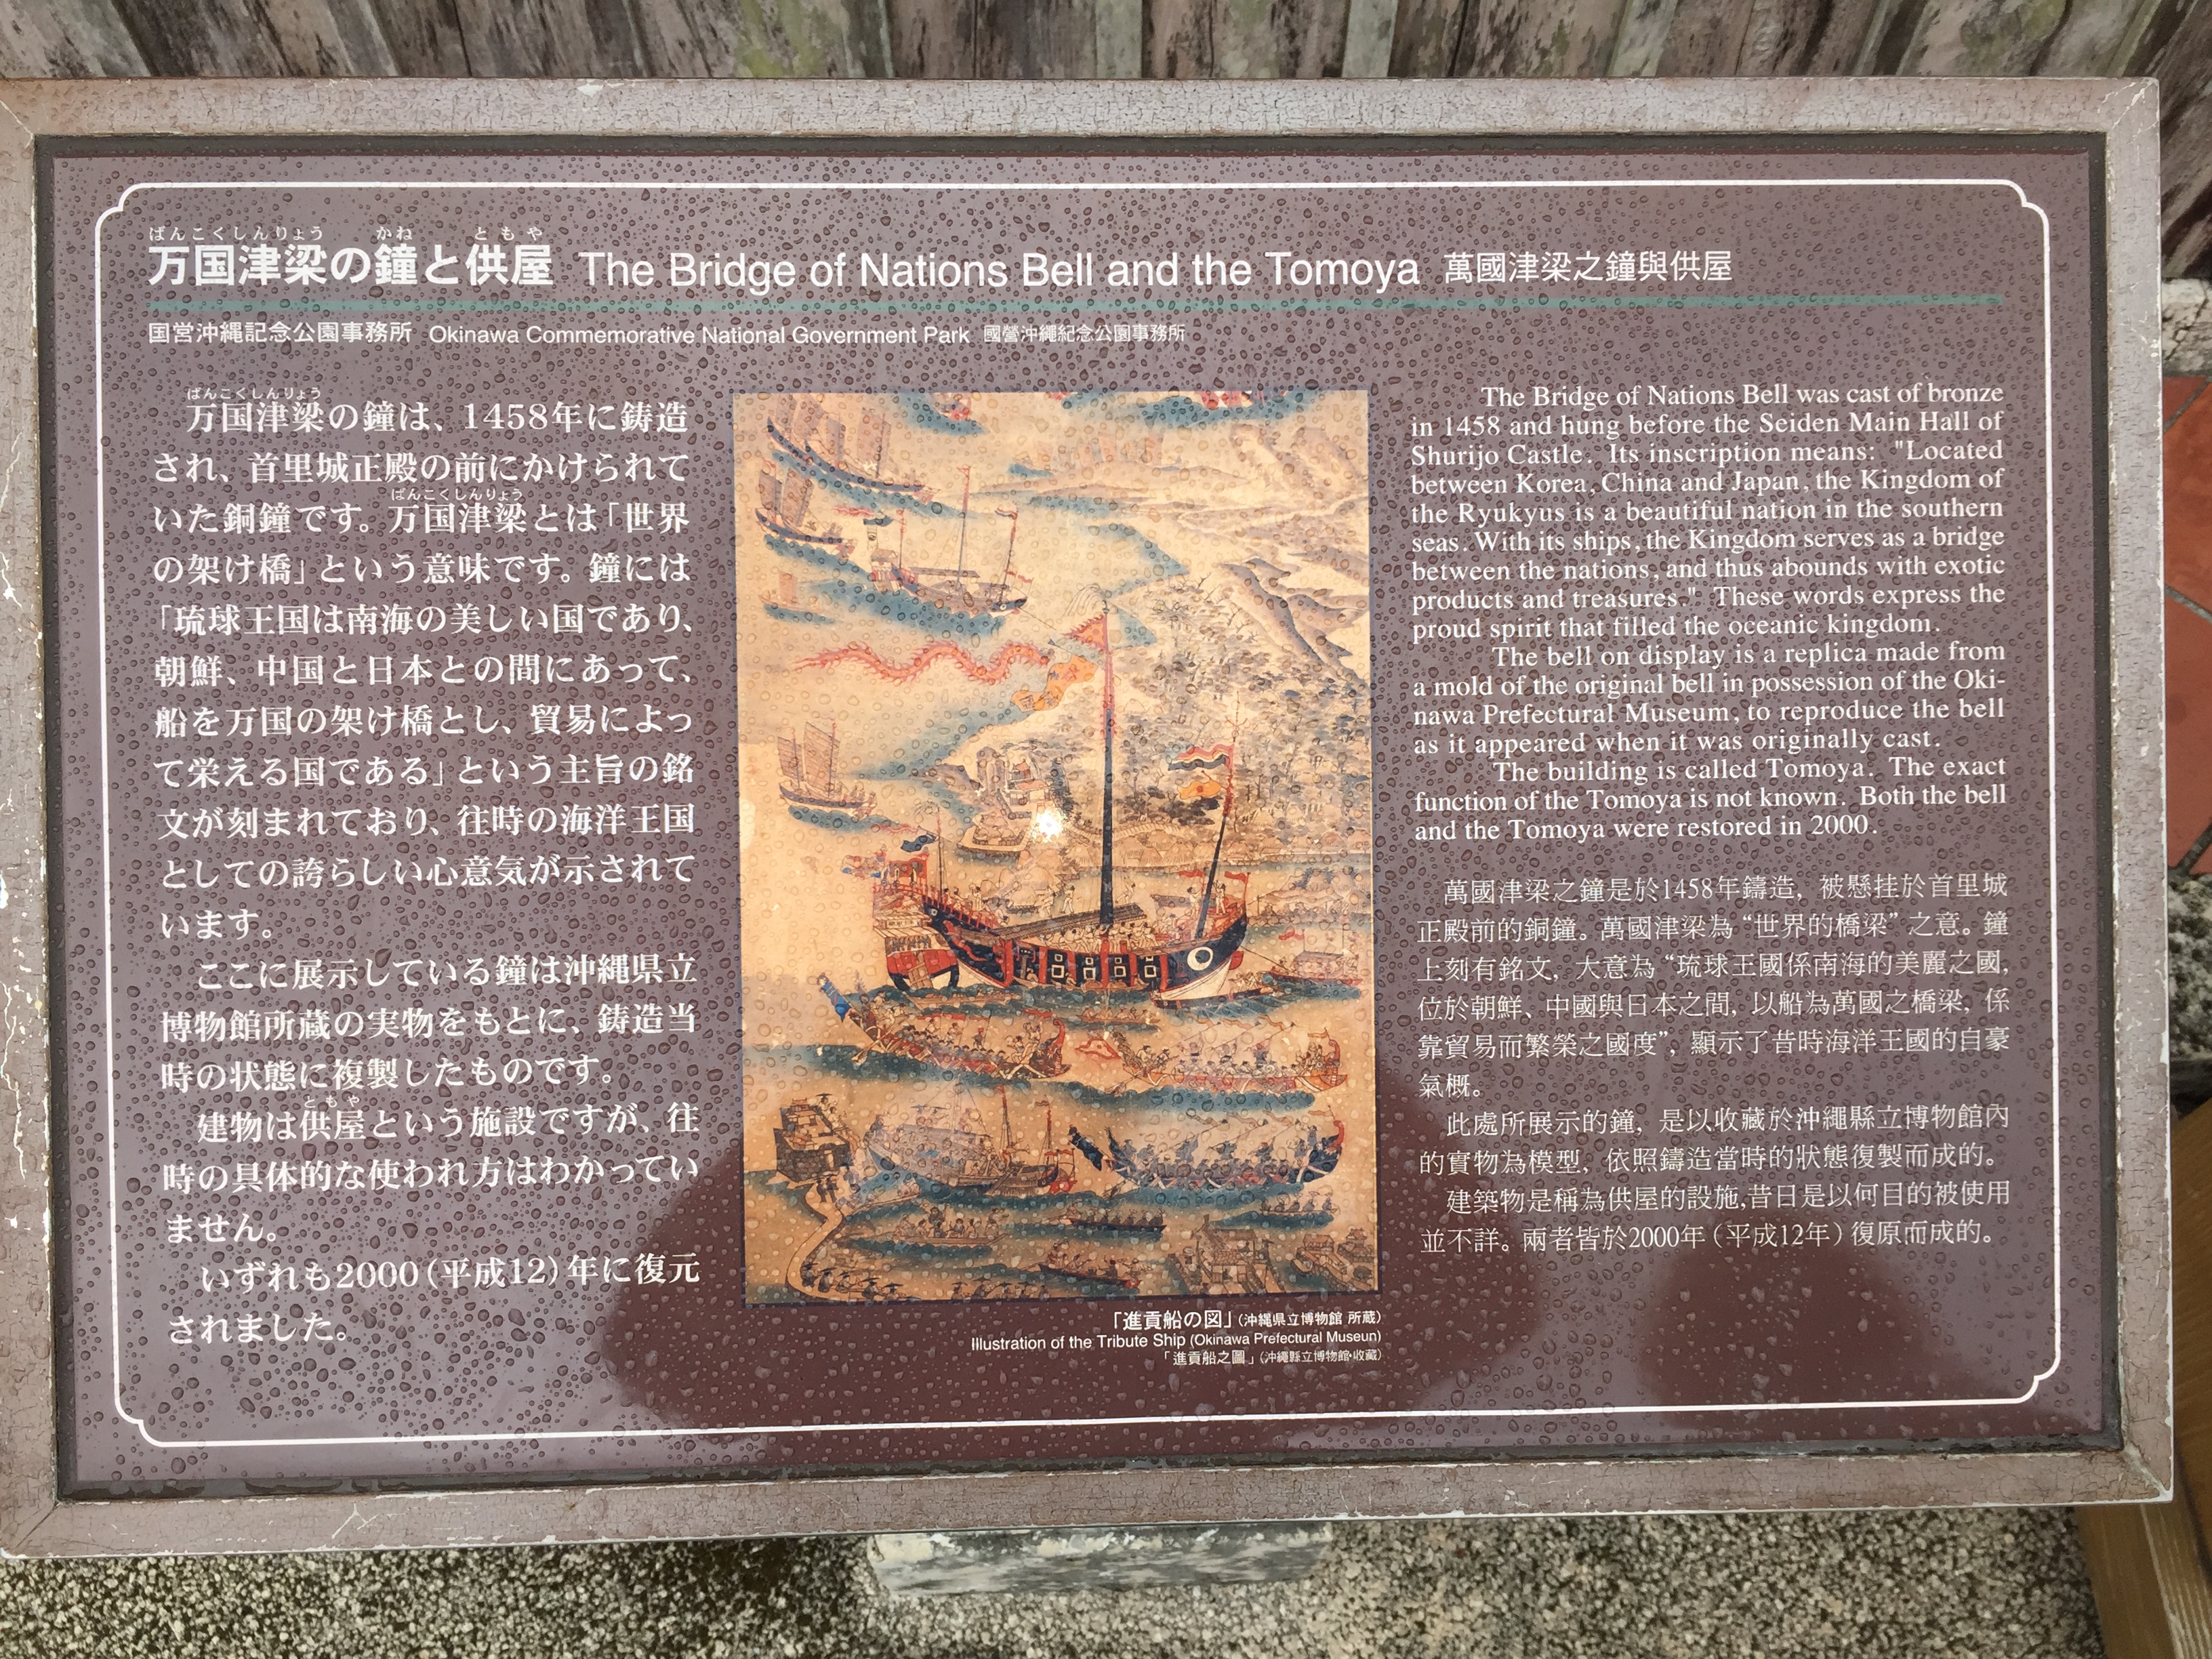 ばんこくしんりょう かね ともや
万国津梁の鐘と供屋 The Bridge of Nations Bell and the Tomoya 萬國津梁之鐘與供屋
国営沖縄記念公園事務所 Okinawa Commemorative National Government Park 國營沖繩紀念公園事務所
ばんこくしんりょう
万国津梁の鐘は、1458年に鋳造
され、首里城正殿の前にかけられて
ばんこくしんりょう
いた銅鐘です。万国津梁とは「世界
の架け橋」という意味です。鐘には
「琉球王国は南海の美しい国であり、
朝鮮、中国と日本との間にあって、
船を万国の架け橋とし、貿易によっ
て栄える国である」という主旨の銘
文が刻まれており、往時の海洋王国
としての誇らしい心意気が示されて
います。
ここに展示している鐘は沖縄県立
博物館所蔵の実物をもとに、鋳造当
時の状態に複製したものです。
ともや
建物は供屋という施設ですが、往
時の具体的な使われ方はわかってい
ません。
いずれも2000(平成12)年に復元
されました。
「進貢船の図」(沖縄県立博物館 所蔵)
Illustration of the Tribute Ship (Okinawa Prefectural Museun)
「進貢船之圖」(沖繩縣立博物館·收藏)
The Bridge of Nations Bell was cast of bronze
in 1458 and hung before the Seiden Main Hall of
Shurijo Castle. Its inscription means: "Located
between Korea, China and Japan, the Kingdom of
the Ryukyus is a beautiful nation in the southern
seas. With its ships, the Kingdom serves as a bridge
between the nations, and thus abounds with exotic
products and treasures." These words express the
proud spirit that filled the oceanic kingdom.
The bell on display is a replica made from
a mold of the original bell in possession of the Oki-
nawa Prefectural Museum, to reproduce the bell
as it appeared when it was originally cast.
The building is called Tomoya. The exact
function of the Tomoya is not known. Both the bell
and the Tomoya were restored in 2000.
萬國津梁之鐘是於1458年鑄造，被懸挂於首里城
正殿前的銅鐘。萬國津梁為“世界的橋梁”之意。鐘
上刻有銘文，大意為“琉球王國係南海的美麗之國，
位於朝鮮、中國與日本之間，以船為萬國之橋梁，係
靠貿易而繁榮之國度”，顯示了昔時海洋王國的自豪
氣概。
此處所展示的鐘，是以收藏於沖繩縣立博物館內
的實物為模型，依照鑄造當時的狀態復製而成的。
建築物是稱為供屋的設施,昔日是以何目的被使用
並不詳。兩者皆於2000年(平成12年)復原而成的。